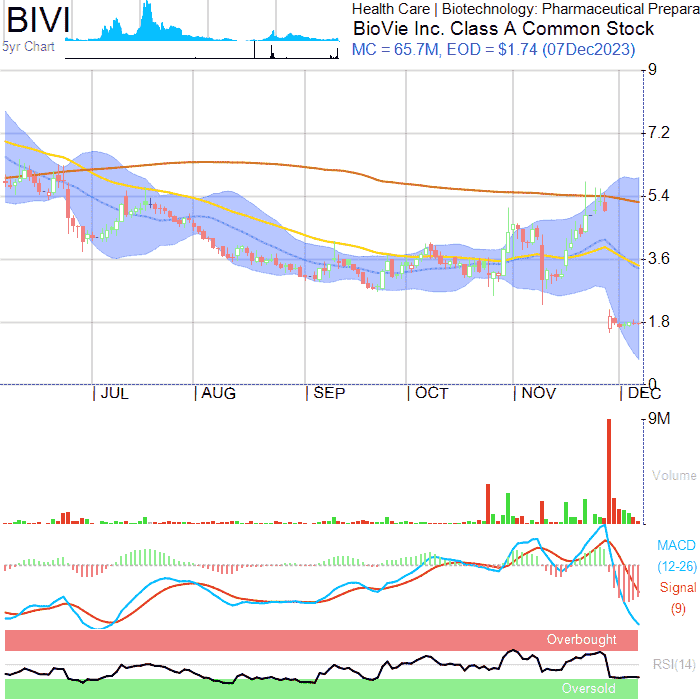 BIVI
5yr Chart
Health Care | Biotechnology: Pharmaceutical Prepara
BioVie Inc. Class A Common Stock
MC = 65.7M, EOD = $1.74 (07Dec2023)
9
7.2
5.4
3.6
1.8
0
JUL
AUG
SEP
OCT
NOV
DEC
9M
Volume
MACD
(12-26)
Signal
(9)
Overbought
RSI(14)
Oversold